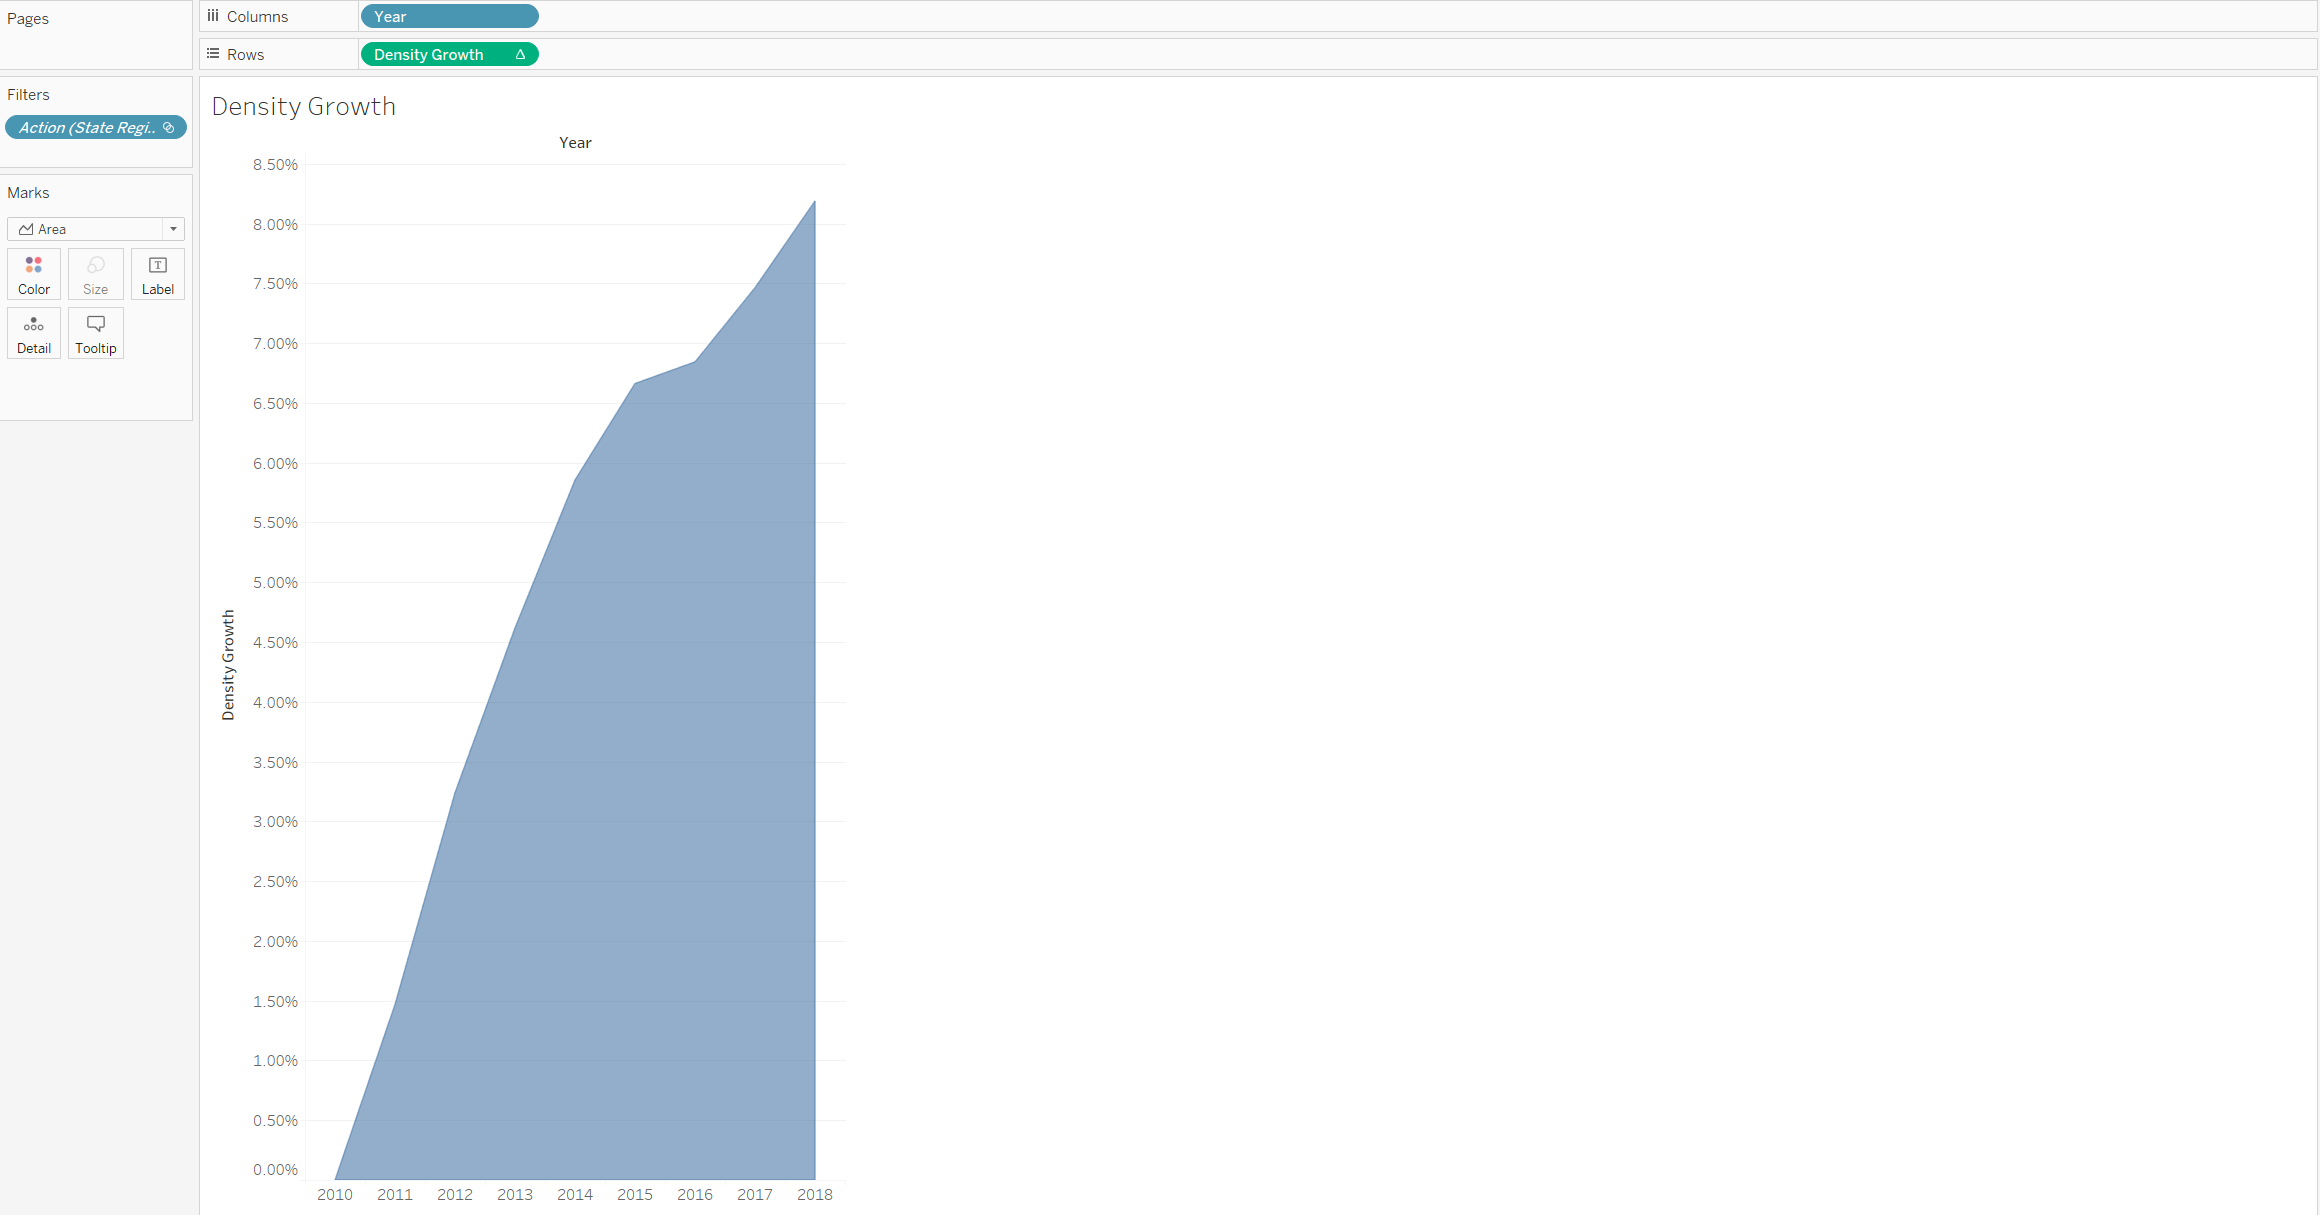 Pages
Columns
Year
Rows
Density Growth
Filters
Action (State Regi..
Marks
Area
Color
Size
Label
Detail
Tooltip
Density Growth
Year
8.50%
8.00%
7.50%
7.00%
6.50%
6.00%
5.50%
5.00%
4.50%
4.00%
3.50%
3.00%
2.50%
2.00%
1.50%
1.00%
0.50%
0.00%
Density Growth
2010 2011 2012 2013 2014 2015 2016 2017 2018